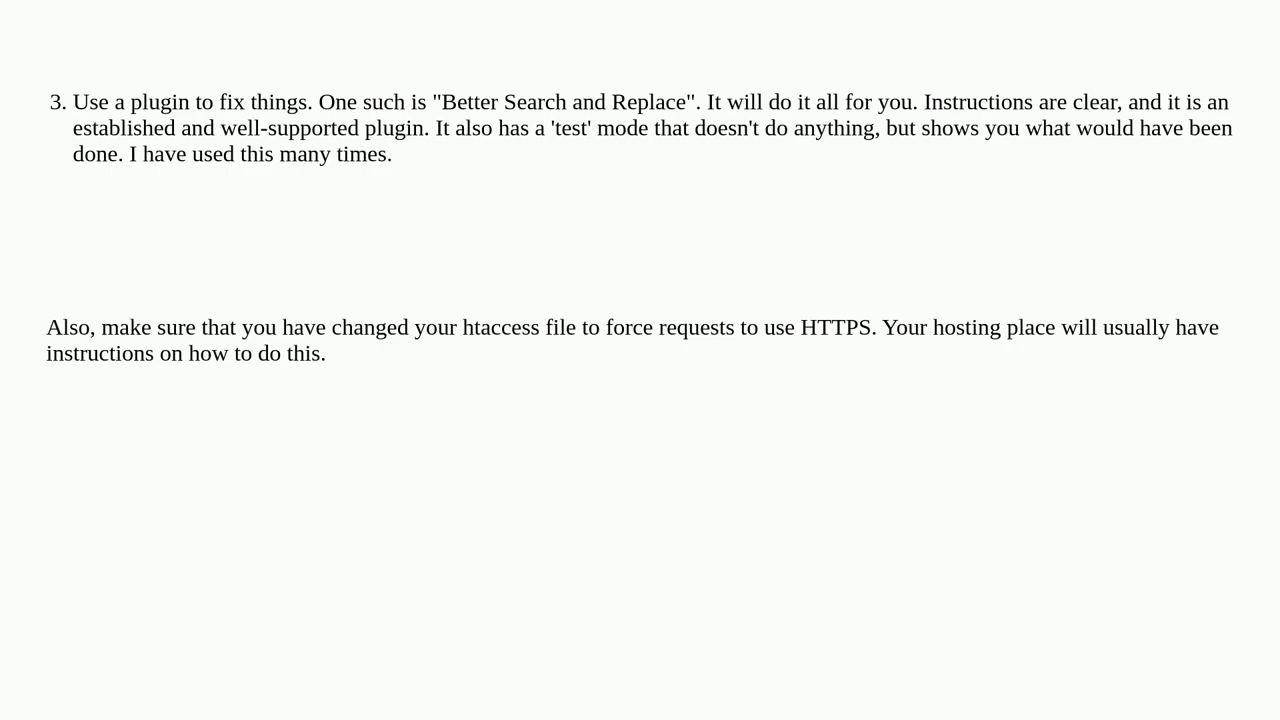 3. Use a plugin to fix things. One such is "Better Search and Replace". It will do it all for you. Instructions are clear, and it is an
established and well-supported plugin. It also has a 'test' mode that doesn't do anything, but shows you what would have been
done. I have used this many times.
Also, make sure that you have changed your htaccess file to force requests to use HTTPS. Your hosting place will usually have
instructions on how to do this.